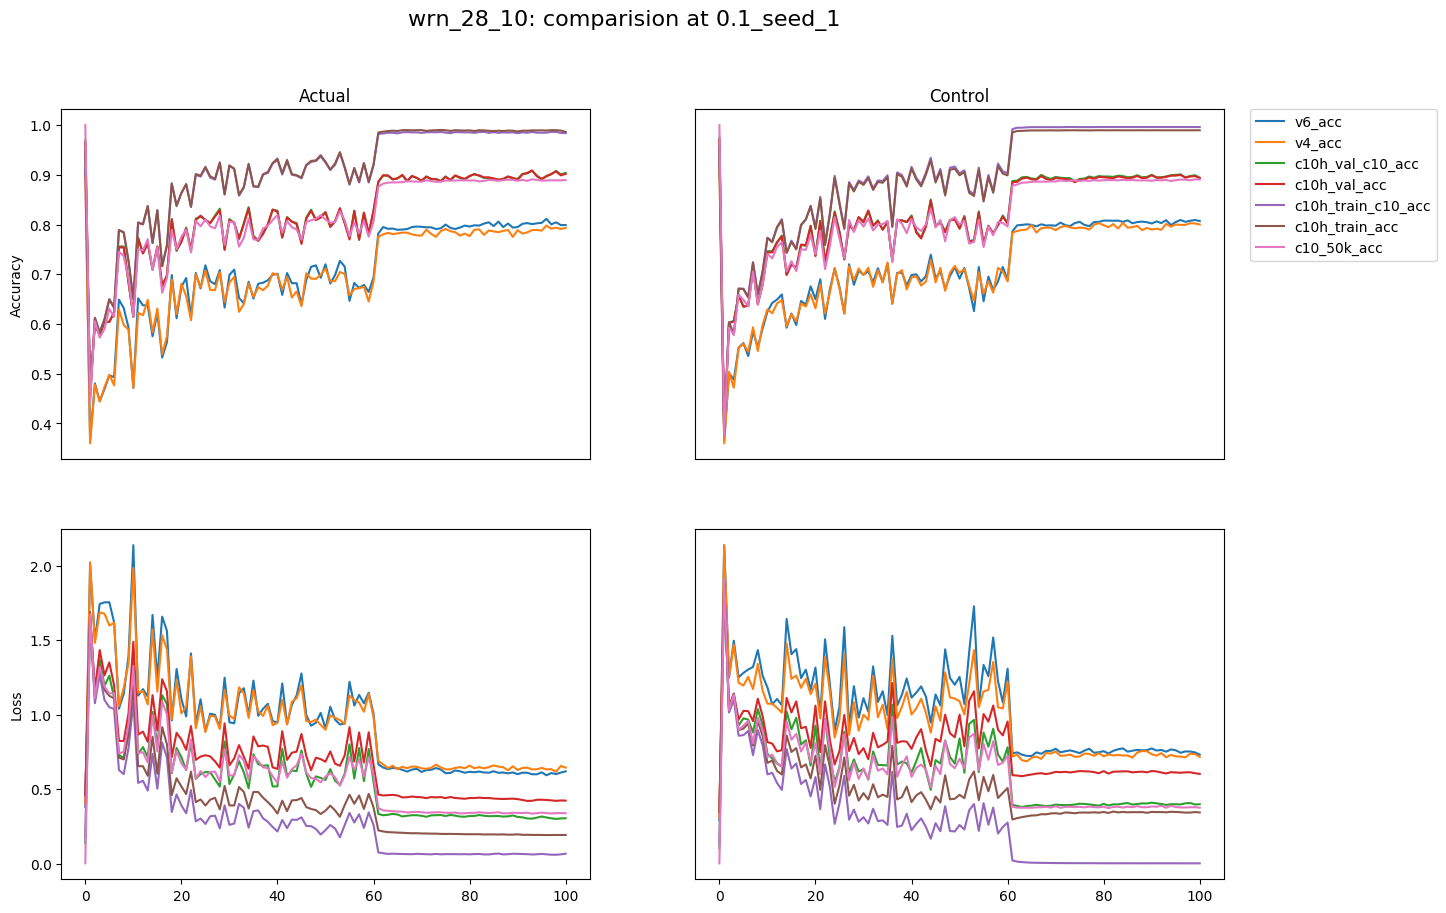 wrn_28_10: comparision at 0.1_seed_1
Actual
Control
Accuracy
1.0
0.9
0.8
0.7
0.6
0.5
0.4
v6_acc
v4_acc
c10h_val_c10_acc
c10h_val_acc
c10h_train_c10_acc
c10h_train_acc
c10_50k_acc
Loss
2.0
1.5
1.0
0.5
0.0
0 20 40 60 80 100
0 20 40 60 80 100